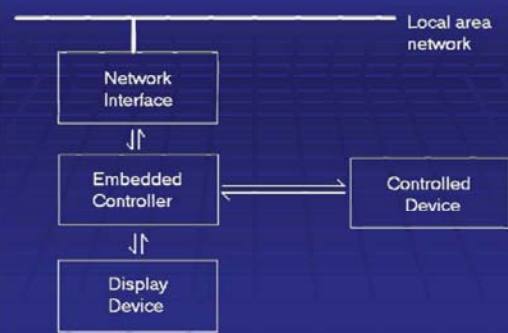 Local area
network
Network
Interface
Embedded
Controller
Controlled
Device
Display
Device